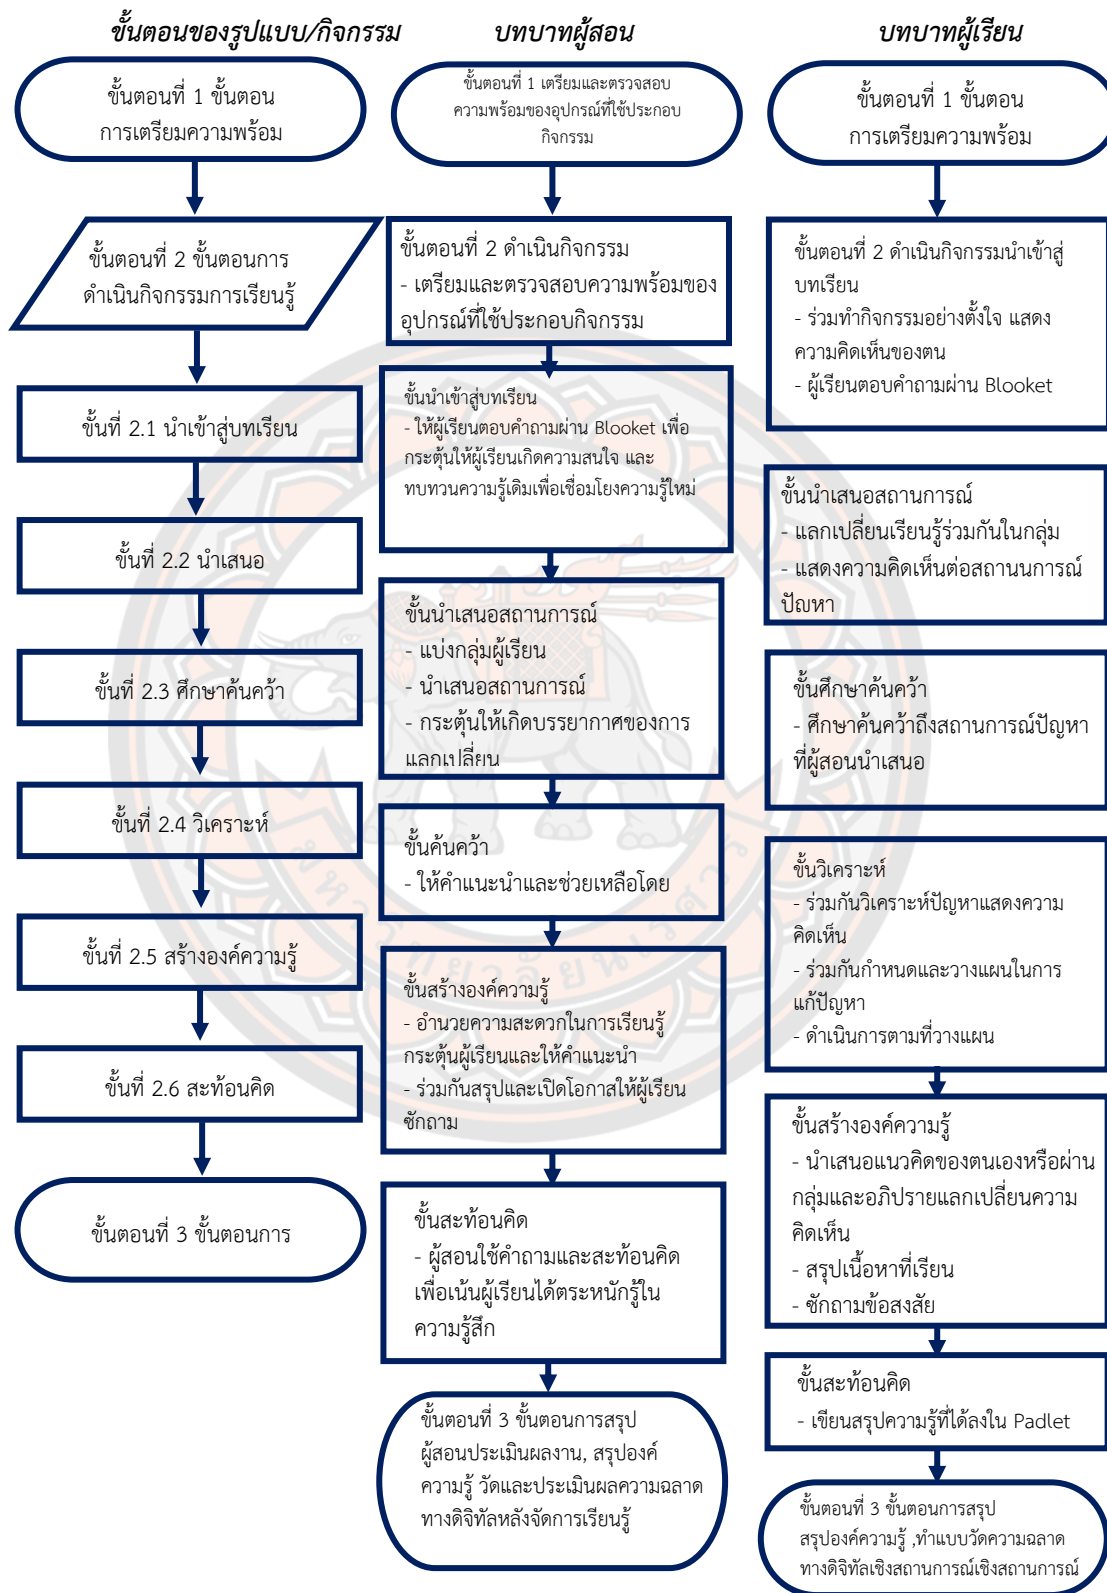 ขั้นตอนของรูปแบบ/กิจกรรม
ขั้นตอนที่ 1 ขั้นตอน
การเตรียมความพร้อม
ขั้นตอนที่ 2 ขั้นตอนการ
ดำเนินกิจกรรมการเรียนรู้
ขั้นที่ 2.1 นำเข้าสู่บทเรียน
ขั้นที่ 2.2 นำเสนอ
ขั้นที่ 2.3 ศึกษาค้นคว้า
ขั้นที่ 2.4 วิเคราะห์
ขั้นที่ 2.5 สร้างองค์ความรู้
ขั้นที่ 2.6 สะท้อนคิด
ขั้นตอนที่ 3 ขั้นตอนการ
บทบาทผู้สอน
ขั้นตอนที่ 1 เตรียมและตรวจสอบ
ความพร้อมของอุปกรณ์ที่ใช้ประกอบ
กิจกรรม
ขั้นตอนที่ 2 ดำเนินกิจกรรม
- เตรียมและตรวจสอบความพร้อมของ
อุปกรณ์ที่ใช้ประกอบกิจกรรม
ขั้นนำเข้าสู่บทเรียน
- ให้ผู้เรียนตอบคำถามผ่าน Blooket เพื่อ
กระตุ้นให้ผู้เรียนเกิดความสนใจ และ
ทบทวนความรู้เดิมเพื่อเชื่อมโยงความรู้ใหม่
ขั้นนำเสนอสถานการณ์
- แบ่งกลุ่มผู้เรียน
- นำเสนอสถานการณ์
- กระตุ้นให้เกิดบรรยากาศของการ
แลกเปลี่ยน
ขั้นค้นคว้า
- ให้คำแนะนำและช่วยเหลือโดย
ขั้นสร้างองค์ความรู้
- อำนวยความสะดวกในการเรียนรู้
กระตุ้นผู้เรียนและให้คำแนะนำ
- ร่วมกันสรุปและเปิดโอกาสให้ผู้เรียน
ซักถาม
ขั้นสะท้อนคิด
- ผู้สอนใช้คำถามและสะท้อนคิด
เพื่อเน้นผู้เรียนได้ตระหนักรู้ใน
ความรู้สึก
ขั้นตอนที่ 3 ขั้นตอนการสรุป
ผู้สอนประเมินผลงาน, สรุปองค์
ความรู้ วัดและประเมินผลความฉลาด
ทางดิจิทัลหลังจัดการเรียนรู้
บทบาทผู้เรียน
ขั้นตอนที่ 1 ขั้นตอน
การเตรียมความพร้อม
ขั้นตอนที่ 2 ดำเนินกิจกรรมนำเข้าสู่
บทเรียน
- ร่วมทำกิจกรรมอย่างตั้งใจ แสดง
ความคิดเห็นของตน
- ผู้เรียนตอบคำถามผ่าน Blooket
ขั้นนำเสนอสถานการณ์
- แลกเปลี่ยนเรียนรู้ร่วมกันในกลุ่ม
- แสดงความคิดเห็นต่อสถานนการณ์
ปัญหา
ขั้นศึกษาค้นคว้า
- ศึกษาค้นคว้าถึงสถานการณ์ปัญหา
ที่ผู้สอนนำเสนอ
ขั้นวิเคราะห์
- ร่วมกันวิเคราะห์ปัญหาแสดงความ
คิดเห็น
- ร่วมกันกำหนดและวางแผนในการ
แก้ปัญหา
- ดำเนินการตามที่วางแผน
ขั้นสร้างองค์ความรู้
- นำเสนอแนวคิดของตนเองหรือผ่าน
กลุ่มและอภิปรายแลกเปลี่ยนความ
คิดเห็น
- สรุปเนื้อหาที่เรียน
- ซักถามข้อสงสัย
ขั้นสะท้อนคิด
- เขียนสรุปความรู้ที่ได้ลงใน Padlet
ขั้นตอนที่ 3 ขั้นตอนการสรุป
สรุปองค์ความรู้ ,ทำแบบวัดความฉลาด
ทางดิจิทัลเชิงสถานการณ์เชิงสถานการณ์
มหาวิทยาลัยนเรศวร